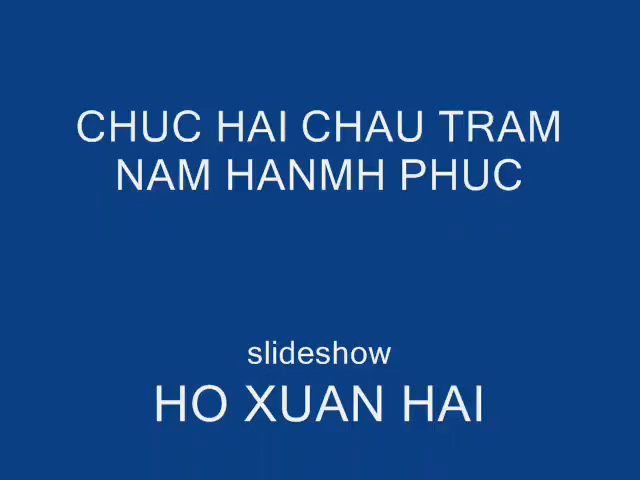 CHUC HAI CHAU TRAM
NAM HANMH PHUC
slideshow
HO XUAN HAI